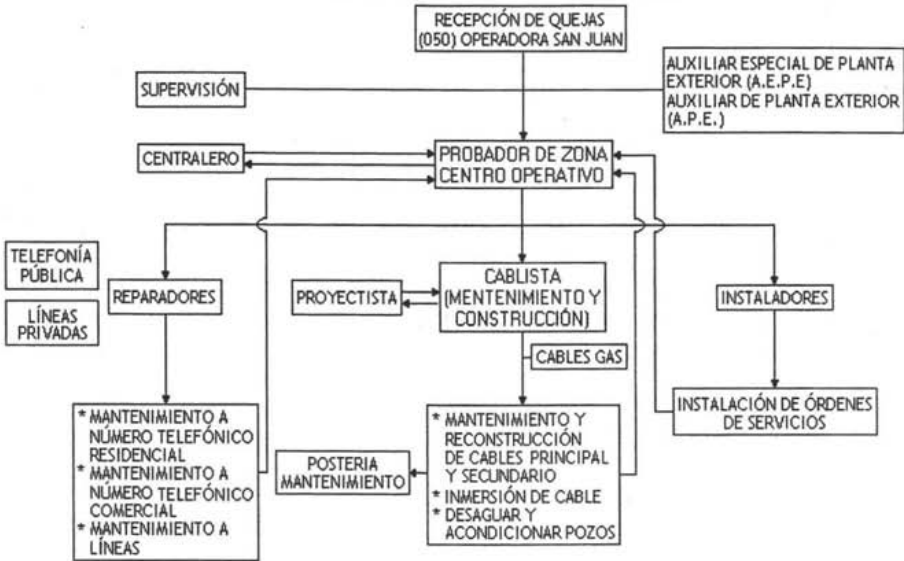 RECEPCIÓN DE QUEJAS
(050) OPERADORA SAN JUAN
SUPERVISIÓN
AUXILIAR ESPECIAL DE PLANTA
EXTERIOR (A.E.P.E)
AUXILIAR DE PLANTA EXTERIOR
(A.P.E.)
CENTRALERO
PROBADOR DE ZONA
CENTRO OPERATIVO
TELEFONÍA
PÚBLICA
LÍNEAS
PRIVADAS
REPARADORES
PROYECTISTA
CABLISTA
(MENTENIMIENTO Y
CONSTRUCCIÓN)
INSTALADORES
CABLES GAS
* MANTENIMIENTO A
NÚMERO TELEFÓNICO
RESIDENCIAL
* MANTENIMIENTO A
NÚMERO TELEFÓNICO
COMERCIAL
* MANTENIMIENTO A
LÍNEAS
POSTERIA
MANTENIMIENTO
* MANTENIMIENTO Y
RECONSTRUCCIÓN
DE CABLES PRINCIPAL
Y SECUNDARIO
* INMERSIÓN DE CABLE
* DESAGUAR Y
ACONDICIONAR POZOS
INSTALACIÓN DE ÓRDENES
DE SERVICIOS